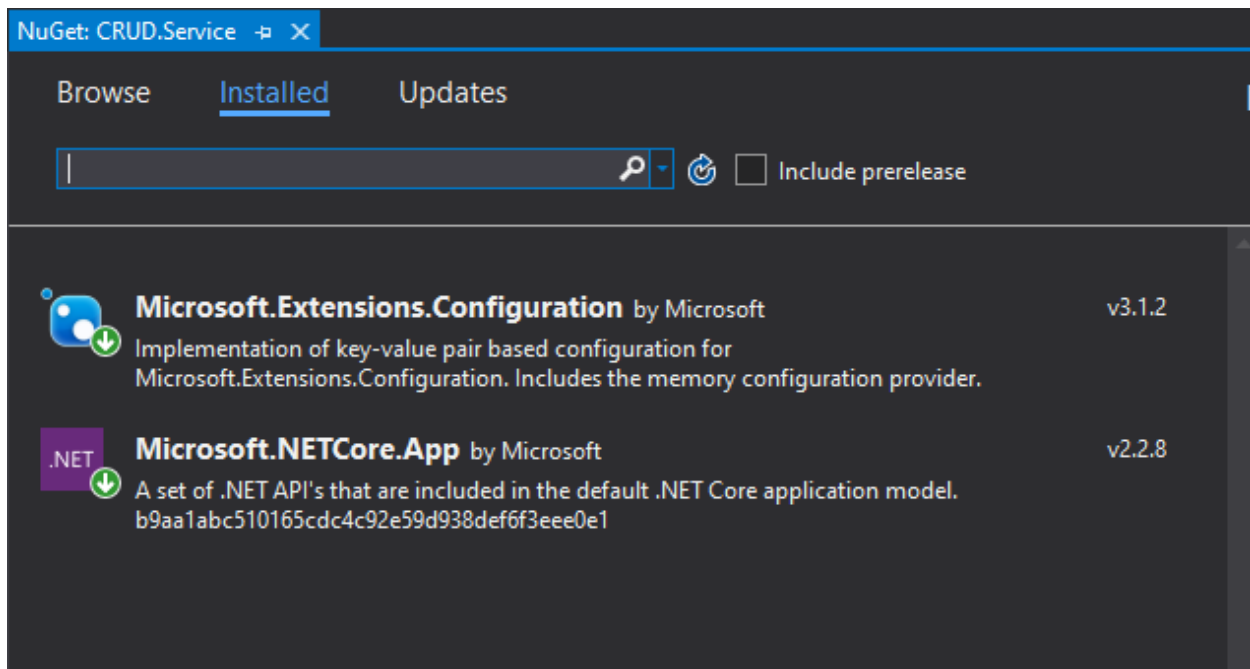 NuGet: CRUD.Service
Browse Installed Updates
Include prerelease
Microsoft.Extensions.Configuration by Microsoft v3.1.2
Implementation of key-value pair based configuration for
Microsoft.Extensions.Configuration. Includes the memory configuration provider.
.NET
Microsoft.NETCore.App by Microsoft v2.2.8
A set of .NET API's that are included in the default .NET Core application model.
b9aa1abc510165cdc4c92e59d938def6f3eee0e1